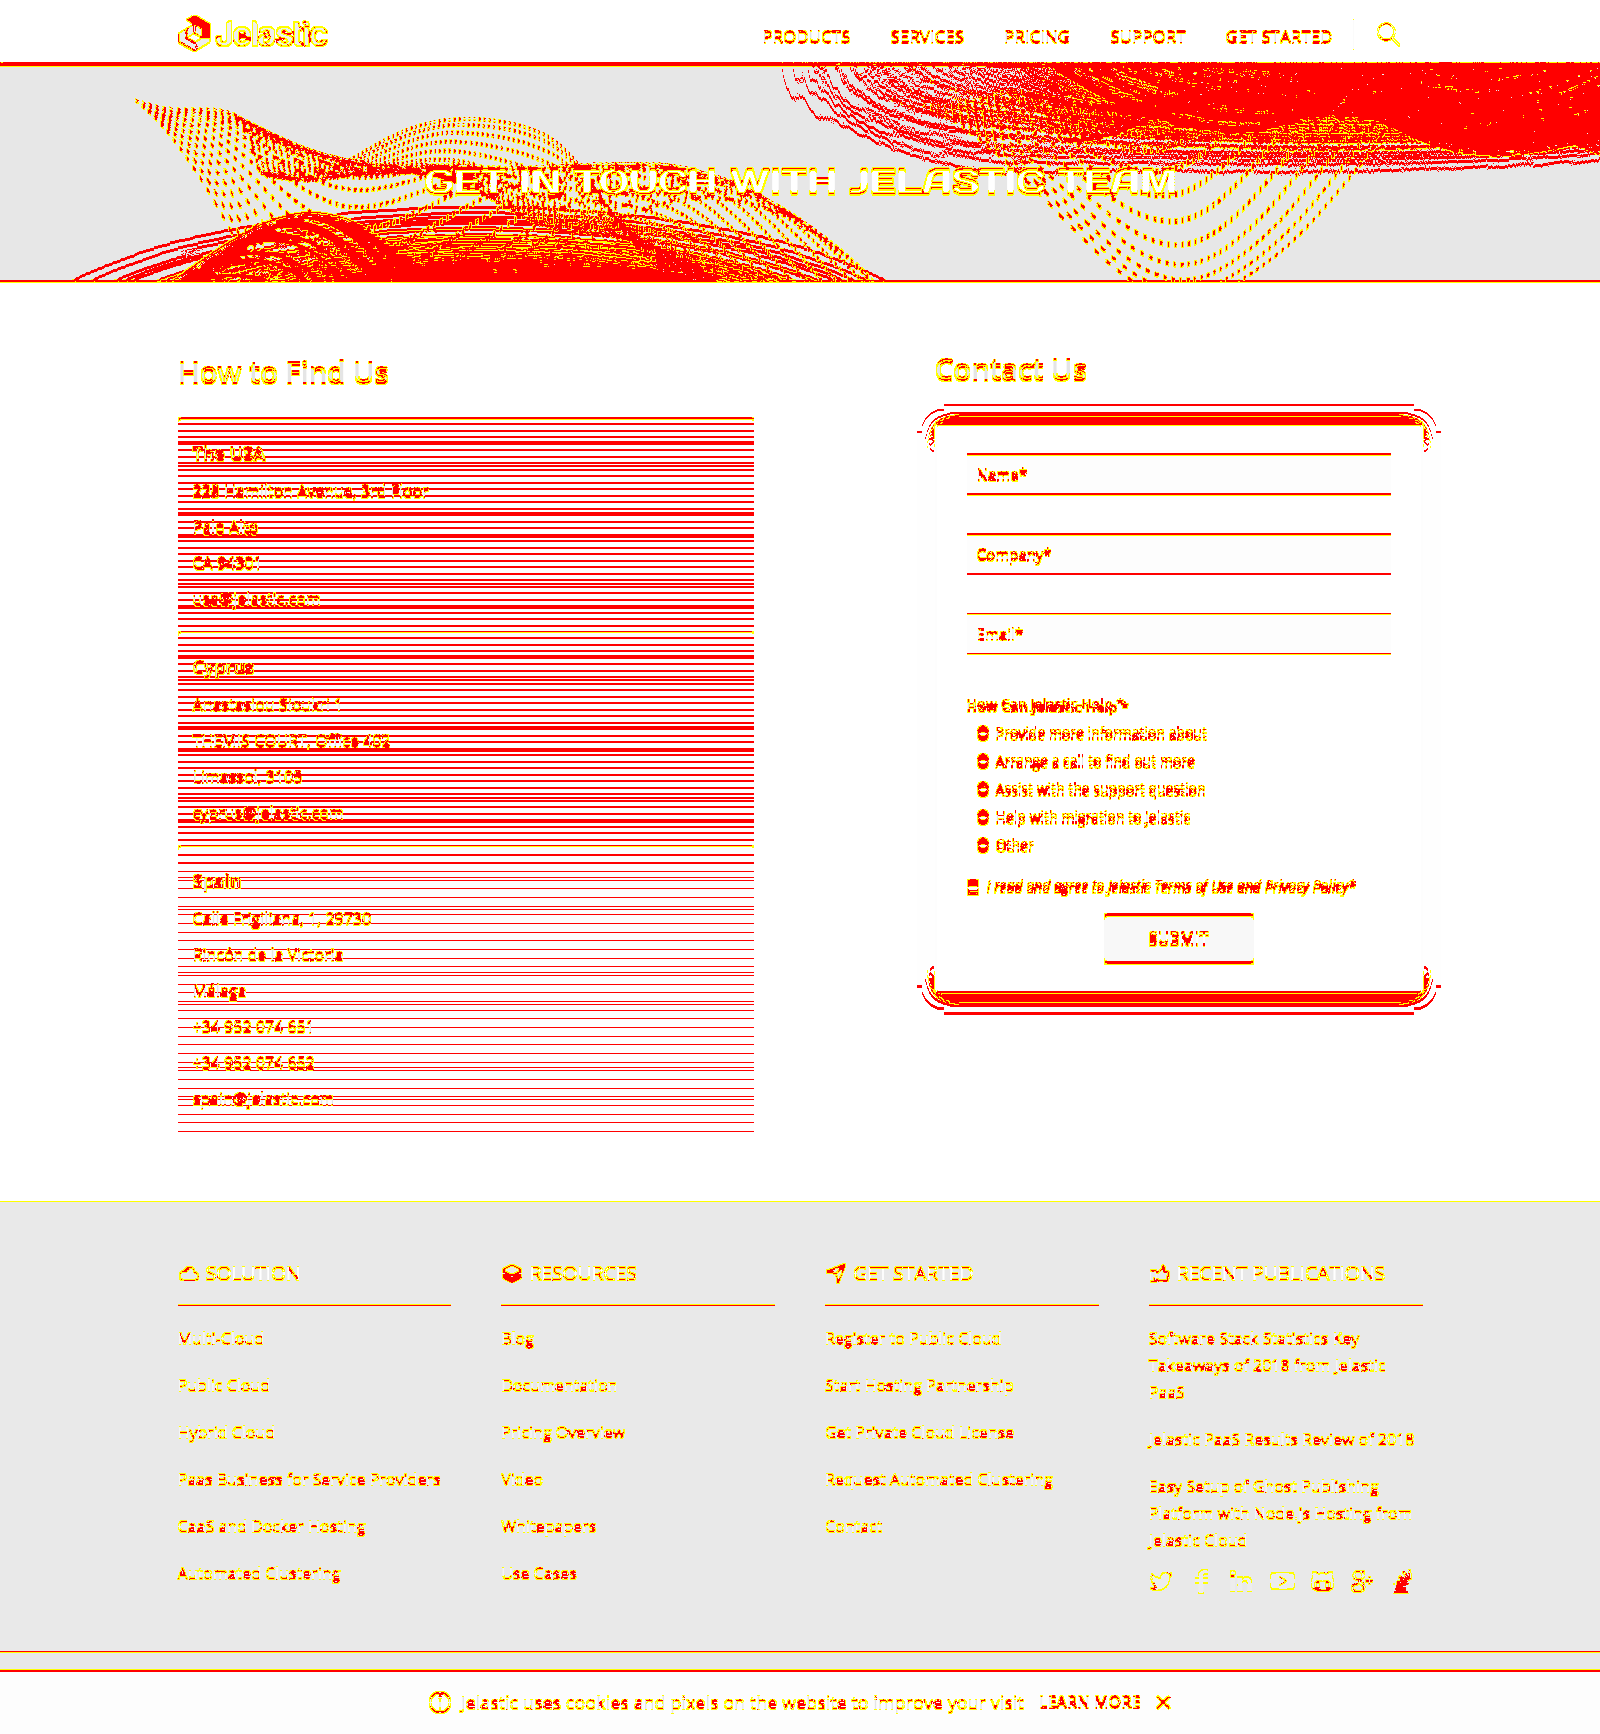 Jelastic
PRODUCTS SERVICES PRICING SUPPORT GET STARTED
GET IN TOUCH WITH JELASTIC TEAM
How to Find Us
The USA
228 Hamilton Avenue, 3rd Floor
Palo Alto
CA 94301
usa@jelastic.com
Cyprus
Anastasiou Sioukri 1
THEMIS COURT, Office 402
Limassol, 3105
cyprus@jelastic.com
Spain
Calle Frigiliana, 1, 29730
Rincón de la Victoria
Málaga
+34 952 074 651
+34 952 074 652
spain@jelastic.com
Contact Us
Name*
Company*
Email*
How Can Jelastic Help?*
Provide more information about
Arrange a call to find out more
Assist with the support question
Help with migration to Jelastic
Other
I read and agree to Jelastic Terms of Use and Privacy Policy*
SUBMIT
SOLUTION
Multi-Cloud
Public Cloud
Hybrid Cloud
PaaS Business for Service Providers
CaaS and Docker Hosting
Automated Clustering
RESOURCES
Blog
Documentation
Pricing Overview
Video
Whitepapers
Use Cases
GET STARTED
Register to Public Cloud
Start Hosting Partnership
Get Private Cloud License
Request Automated Clustering
Contact
RECENT PUBLICATIONS
Software Stack Statistics Key
Takeaways of 2018 from Jelastic
PaaS
Jelastic PaaS Results Review of 2018
Easy Setup of Ghost Publishing
Platform with Node.js Hosting from
Jelastic Cloud
Jelastic uses cookies and pixels on the website to improve your visit LEARN MORE